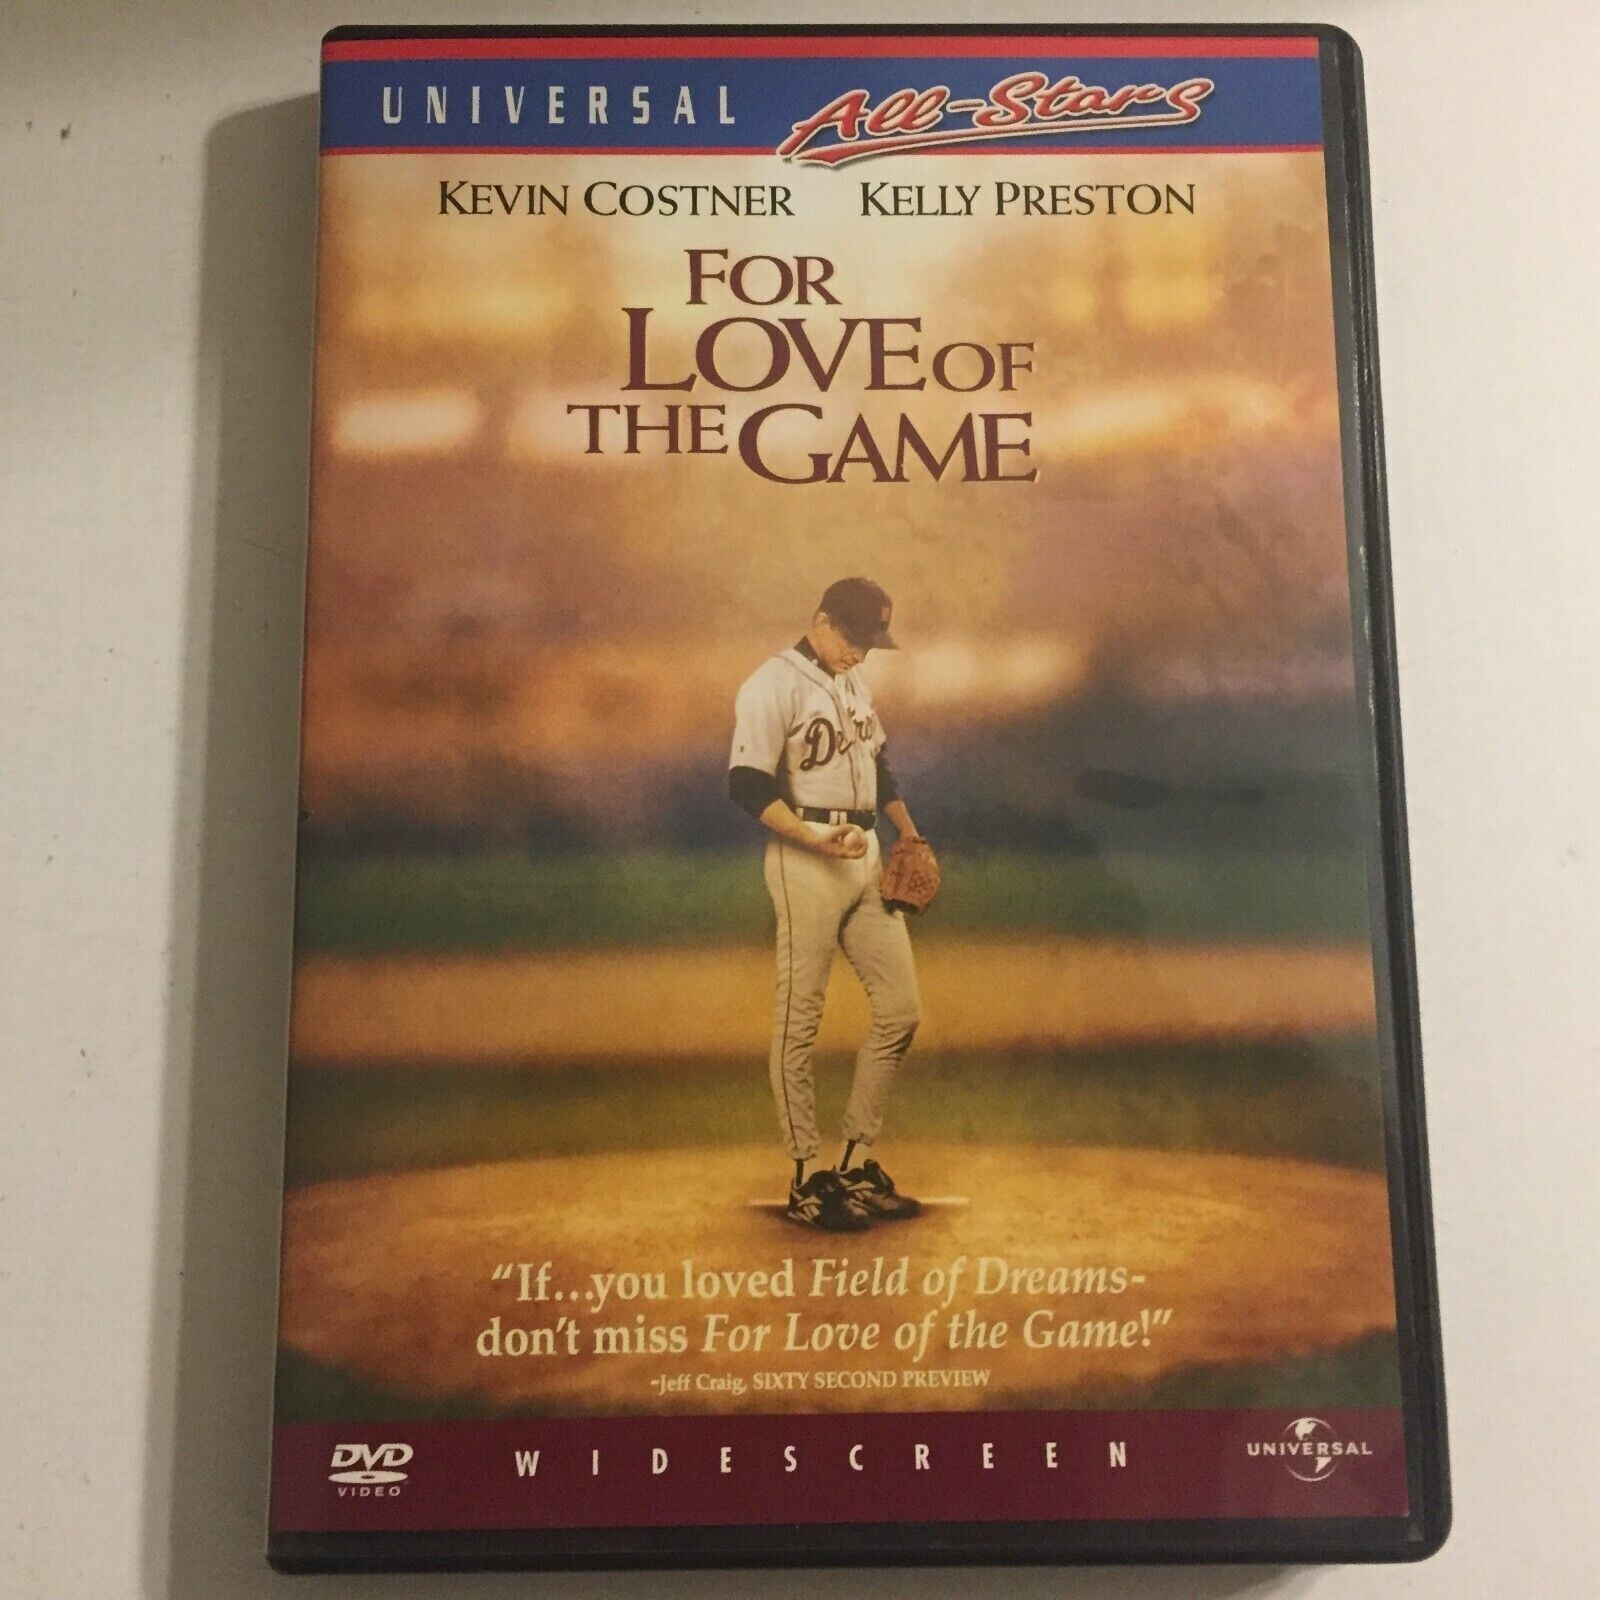 UNIVERSAL All-Stars
KEVIN COSTNER KELLY PRESTON
FOR
LOVE OF
THE GAME
Detro
"If...you loved Field of Dreams-
don't miss For Love of the Game!"
-Jeff Craig, SIXTY SECOND PREVIEW
DVD
VIDEO
WIDESCREEN
UNIVERSAL